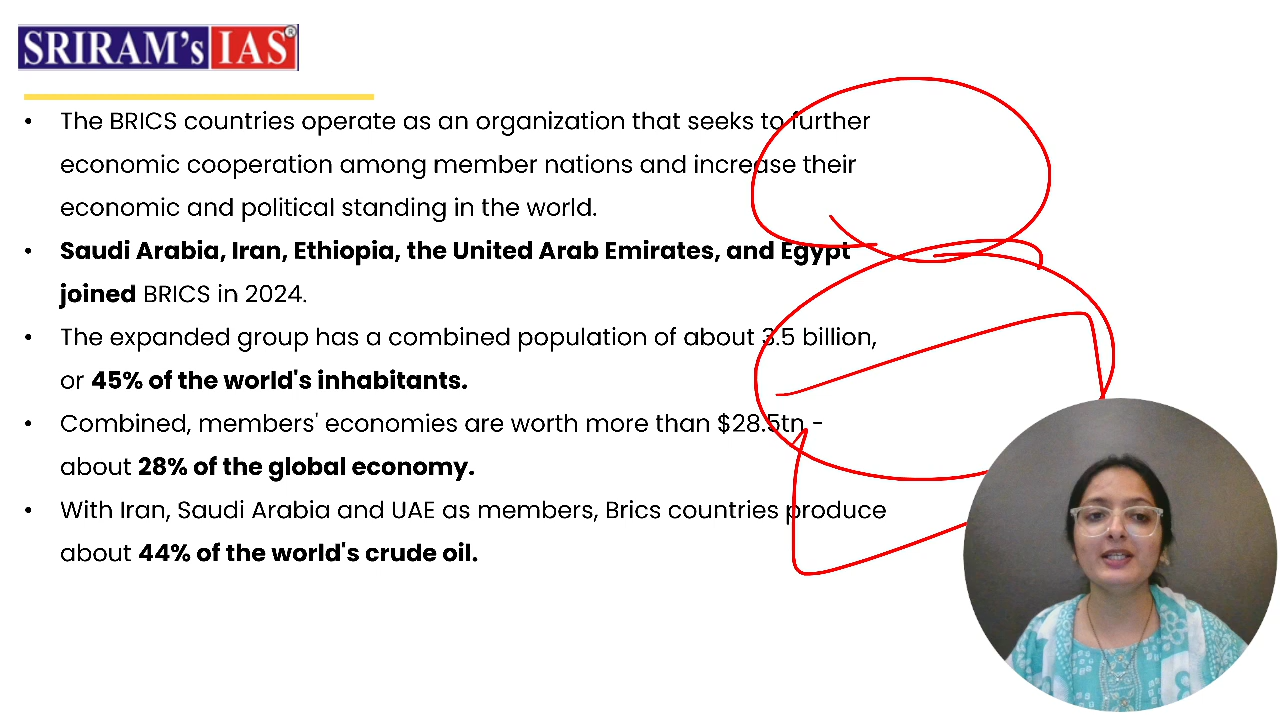 SRIRAM's IAS®
• The BRICS countries operate as an organization that seeks to further
economic cooperation among member nations and increase their
economic and political standing in the world.
• Saudi Arabia, Iran, Ethiopia, the United Arab Emirates, and Egypt
joined BRICS in 2024.
• The expanded group has a combined population of about 3.5 billion,
or 45% of the world's inhabitants.
• Combined, members' economies are worth more than $28.5tn -
about 28% of the global economy.
• With Iran, Saudi Arabia and UAE as members, Brics countries produce
about 44% of the world's crude oil.